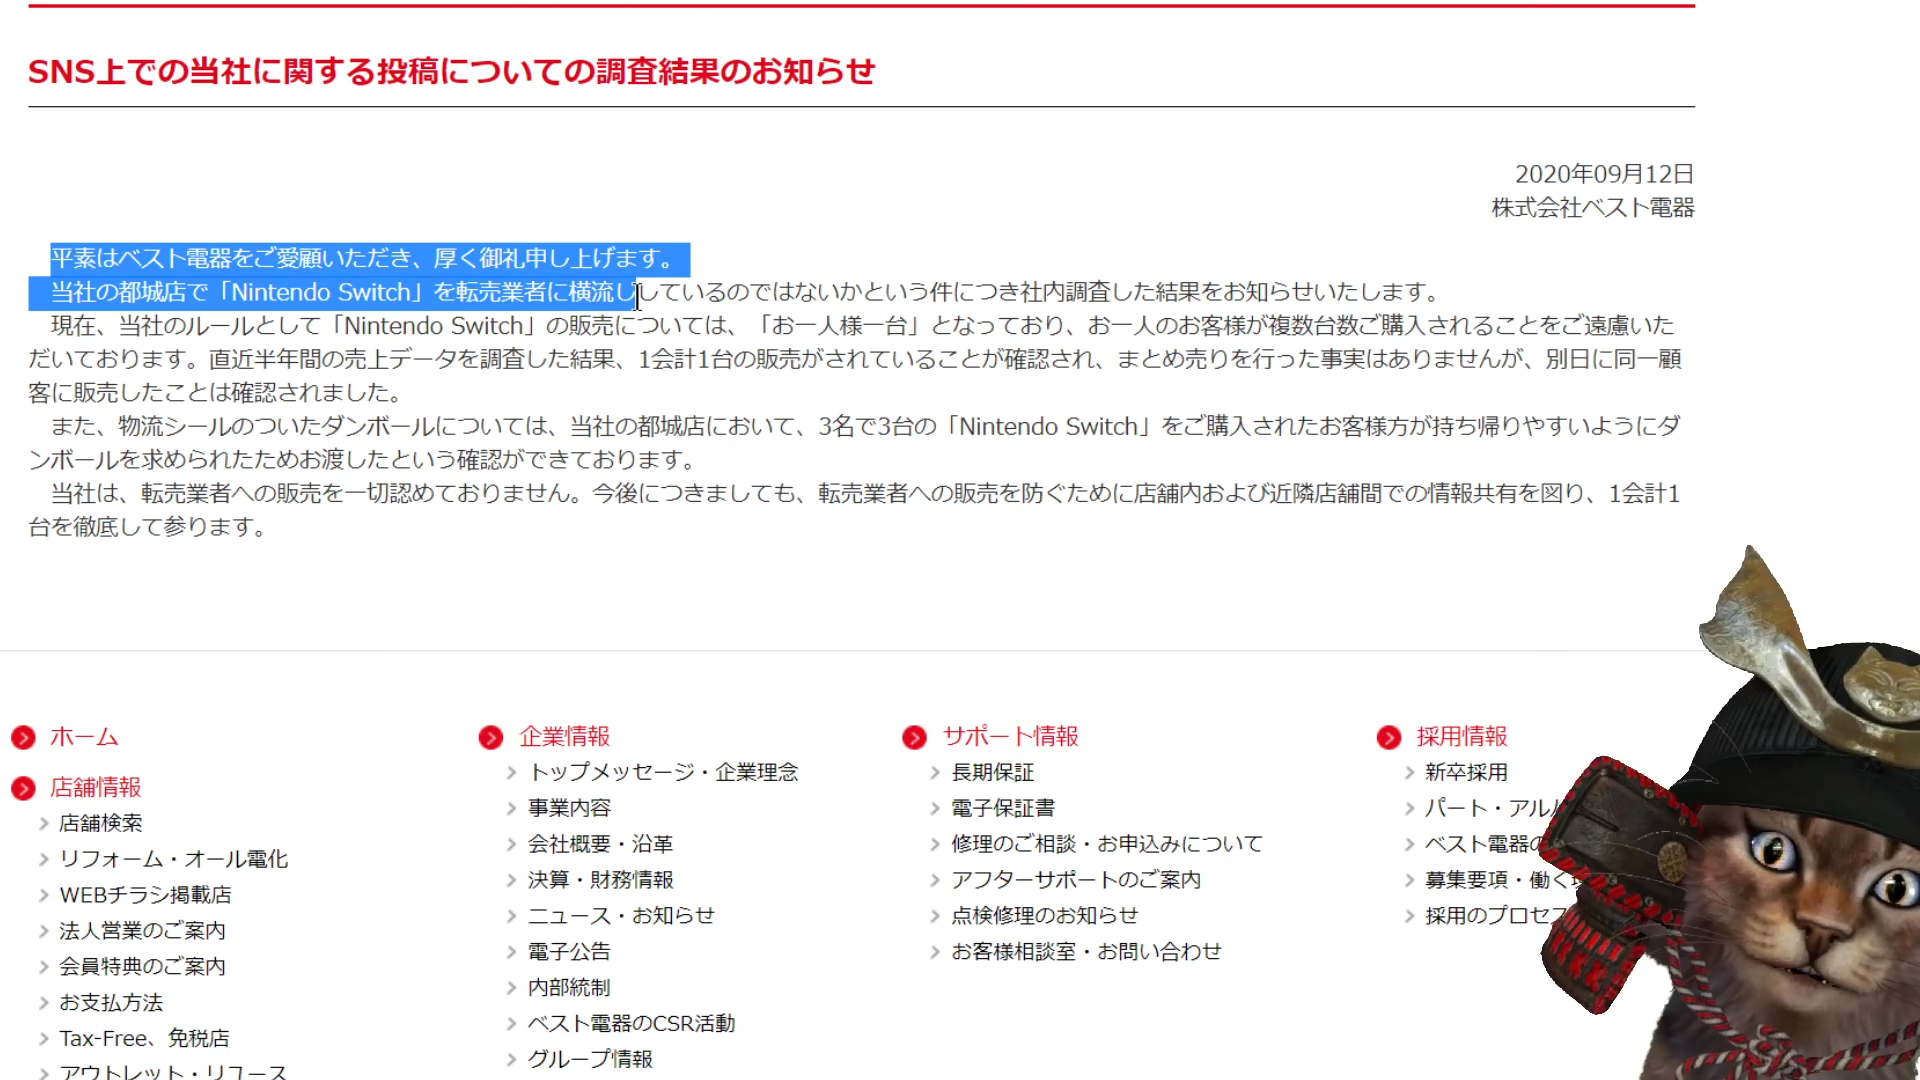 SNS上での当社に関する投稿についての調査結果のお知らせ
2020年09月12日
株式会社ベスト電器
平素はベスト電器をご愛顧いただき、厚く御礼申し上げます。
当社の都城店で「Nintendo Switch」を転売業者に横流ししているのではないかという件につき社内調査した結果をお知らせいたします。
現在、当社のルールとして「Nintendo Switch」の販売については、「お一人様一台」となっており、お一人のお客様が複数台数ご購入されることをご遠慮いた
だいております。直近半年間の売上データを調査した結果、1会計1台の販売がされていることが確認され、まとめ売りを行った事実はありませんが、別日に同一顧
客に販売したことは確認されました。
また、物流シールのついたダンボールについては、当社の都城店において、3名で3台の「Nintendo Switch」をご購入されたお客様方が持ち帰りやすいようにダ
ンボールを求められたためお渡したという確認ができております。
当社は、転売業者への販売を一切認めておりません。今後につきましても、転売業者への販売を防ぐために店舗内および近隣店舗間での情報共有を図り、1会計1
台を徹底して参ります。
ホーム
店舗情報
店舗検索
リフォーム・オール電化
WEBチラシ掲載店
法人営業のご案内
会員特典のご案内
お支払方法
Tax-Free、免税店
アウトレット・リユース
企業情報
トップメッセージ・企業理念
事業内容
会社概要・沿革
決算・財務情報
ニュース・お知らせ
電子公告
内部統制
ベスト電器のCSR活動
グループ情報
サポート情報
長期保証
電子保証書
修理のご相談・お申込みについて
アフターサポートのご案内
点検修理のお知らせ
お客様相談室・お問い合わせ
採用情報
新卒採用
パート・アル
ベスト電器の
募集要項・働く
採用のプロセス